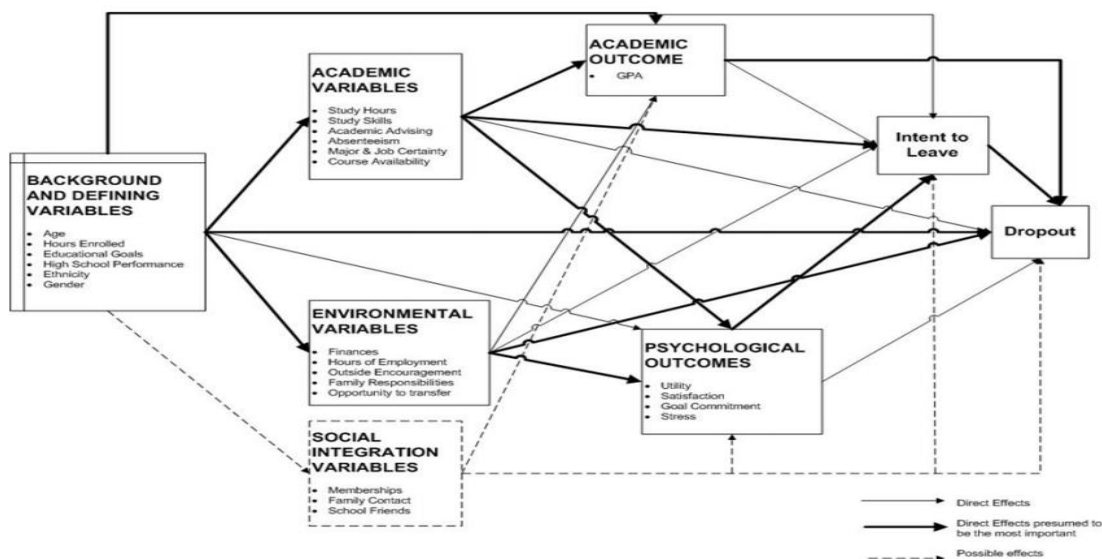 BACKGROUND
AND DEFINING
VARIABLES
• Age
• Hours Enrolled
• Educational Goals
• High School Performance
• Ethnicity
• Gender
ACADEMIC
VARIABLES
• Study Hours
• Study Skills
• Academic Advising
• Absenteeism
• Major & Job Certainty
• Course Availability
ENVIRONMENTAL
VARIABLES
• Finances
• Hours of Employment
• Outside Encouragement
• Family Responsibilities
• Opportunity to transfer
SOCIAL
INTEGRATION
VARIABLES
• Memberships
• Family Contact
• School Friends
ACADEMIC
OUTCOME
• GPA
PSYCHOLOGICAL
OUTCOMES
• Utility
• Satisfaction
• Goal Commitment
• Stress
Intent to
Leave
Dropout
Direct Effects
Direct Effects presumed to
be the most important
Possible effects